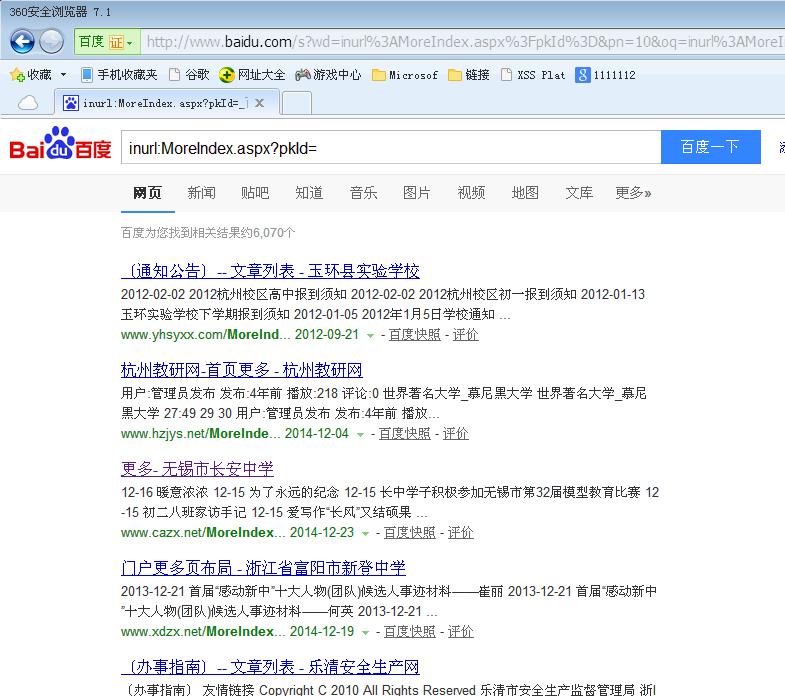 360安全浏览器 7.1
百度 证 http://www.baidu.com/s?wd=inurl%3AMoreIndex.aspx%3FpkId%3D&pn=10&oq=inurl%3AMoreI
收藏 手机收藏夹 谷歌 网址大全 游戏中心 Microsof 链接 XSS Plat 1111112
inurl:MoreIndex.aspx?pkId=_
Bai du 百度 inurl:MoreIndex.aspx?pkId= 百度一下
网页 新闻 贴吧 知道 音乐 图片 视频 地图 文库 更多»
百度为您找到相关结果约6,070个
〔通知公告〕-- 文章列表 - 玉环县实验学校
2012-02-02 2012杭州校区高中报到须知 2012-02-02 2012杭州校区初一报到须知 2012-01-13
玉环实验学校下学期报到须知 2012-01-05 2012年1月5日学校通知 ...
www.yhsyxx.com/MoreInd... 2012-09-21 - 百度快照 - 评价
杭州教研网-首页更多 - 杭州教研网
用户:管理员发布 发布:4年前 播放:218 评论:0 世界著名大学_慕尼黑大学 世界著名大学_慕尼
黑大学 27:49 29 30 用户:管理员发布 发布:4年前 播放...
www.hzjys.net/MoreInde... 2014-12-04 - 百度快照 - 评价
更多- 无锡市长安中学
12-16 暖意浓浓 12-15 为了永远的纪念 12-15 长中学子积极参加无锡市第32届模型教育比赛 12
-15 初二八班家访手记 12-15 爱写作“长风”又结硕果 ...
www.cazx.net/MoreIndex... 2014-12-23 - 百度快照 - 评价
门户更多页布局 - 浙江省富阳市新登中学
2013-12-21 首届“感动新中”十大人物(团队)候选人事迹材料——崔丽 2013-12-21 首届“感动新中
”十大人物(团队)候选人事迹材料——何英 2013-12-21 ...
www.xdzx.net/MoreIndex... 2014-12-19 - 百度快照 - 评价
〔办事指南〕-- 文章列表 - 乐清安全生产网
〔办事指南〕 友情链接 Copyright C 2010 All Rights Reserved 乐清市安全生产监督管理局 浙I